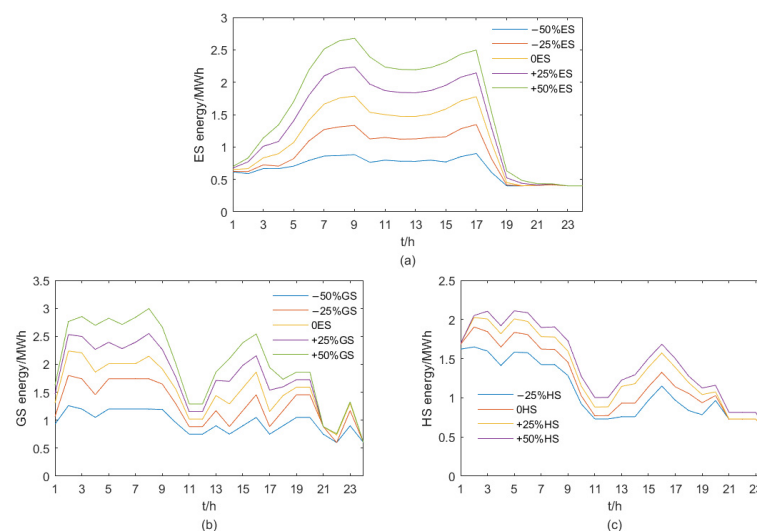 3
2.5
2
1.5
1
0.5
0
ES energy/MWh
−50%ES
−25%ES
0ES
+25%ES
+50%ES
1 3 5 7 9 11 13 15 17 19 21 23
t/h
(a)
3.5
3
2.5
2
1.5
1
0.5
0
GS energy/MWh
−50%GS
−25%GS
0ES
+25%GS
+50%GS
1 3 5 7 9 11 13 15 17 19 21 23
t/h
(b)
2.5
2
1.5
1
0.5
0
HS energy/MWh
−25%HS
0HS
+25%HS
+50%HS
1 3 5 7 9 11 13 15 17 19 21 23
t/h
(c)